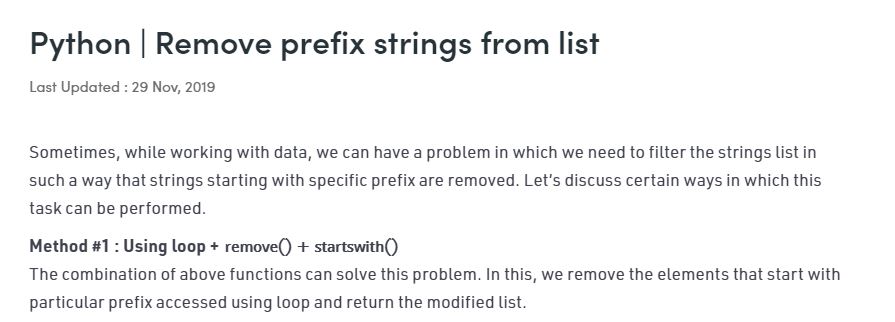 Python | Remove prefix strings from list
Last Updated : 29 Nov, 2019
Sometimes, while working with data, we can have a problem in which we need to filter the strings list in
such a way that strings starting with specific prefix are removed. Let’s discuss certain ways in which this
task can be performed.
Method #1 : Using loop + remove() + startswith()
The combination of above functions can solve this problem. In this, we remove the elements that start with
particular prefix accessed using loop and return the modified list.